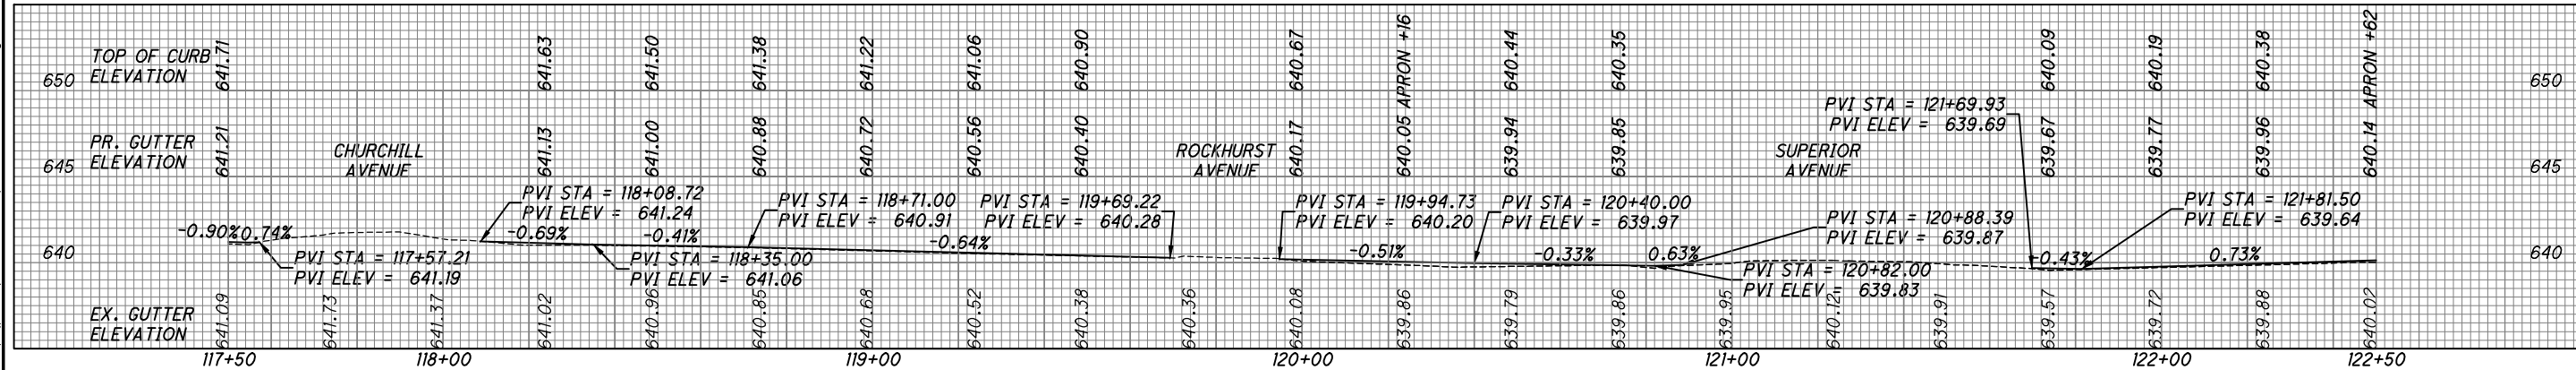 TOP OF CURB
ELEVATION
641.71 641.63 641.50 641.38 641.22 641.06 640.90 640.67 APRON +16 640.44 640.35 640.09 640.19 640.38 APRON +62
650 650
PR. GUTTER
ELEVATION
641.21 641.13 641.00 640.88 640.72 640.56 640.40 640.17 640.05 639.94 639.85 639.67 639.77 639.96 640.14
645 645
CHURCHILL
AVENUE
ROCKHURST
AVENUE
SUPERIOR
AVENUE
PVI STA = 121+69.93
PVI ELEV = 639.69
PVI STA = 118+08.72
PVI ELEV = 641.24
PVI STA = 118+71.00
PVI ELEV = 640.91
PVI STA = 119+69.22
PVI ELEV = 640.28
PVI STA = 119+94.73
PVI ELEV = 640.20
PVI STA = 120+40.00
PVI ELEV = 639.97
PVI STA = 120+88.39
PVI ELEV = 639.87
PVI STA = 121+81.50
PVI ELEV = 639.64
-0.90% 0.74% -0.69% -0.41% -0.64% -0.51% -0.33% 0.63% -0.43% 0.73%
640 640
PVI STA = 117+57.21
PVI ELEV = 641.19
PVI STA = 118+35.00
PVI ELEV = 641.06
PVI STA = 120+82.00
PVI ELEV = 639.83
EX. GUTTER
ELEVATION
641.09 641.73 641.37 641.02 640.96 640.85 640.68 640.52 640.38 640.36 640.08 639.86 639.79 639.86 639.95 640.12 639.91 639.57 639.72 639.88 640.02
117+50 118+00 119+00 120+00 121+00 122+00 122+50